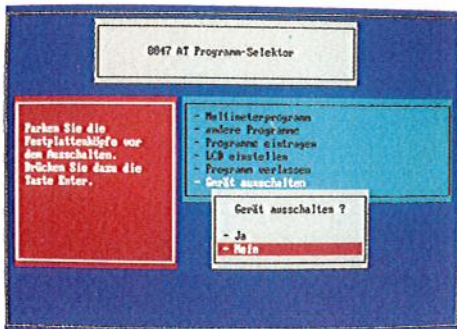 8047 AT Programm-Selektor
Parken Sie die
Festplattenköpfe vor
dem Ausschalten.
Drücken Sie dazu die
Taste Enter.
- Multimeterprogramm
- andere Programme
- Programme eintragen
- LCD einstellen
- Programm verlassen
- Gerät ausschalten
Gerät ausschalten ?
- Ja
- Nein